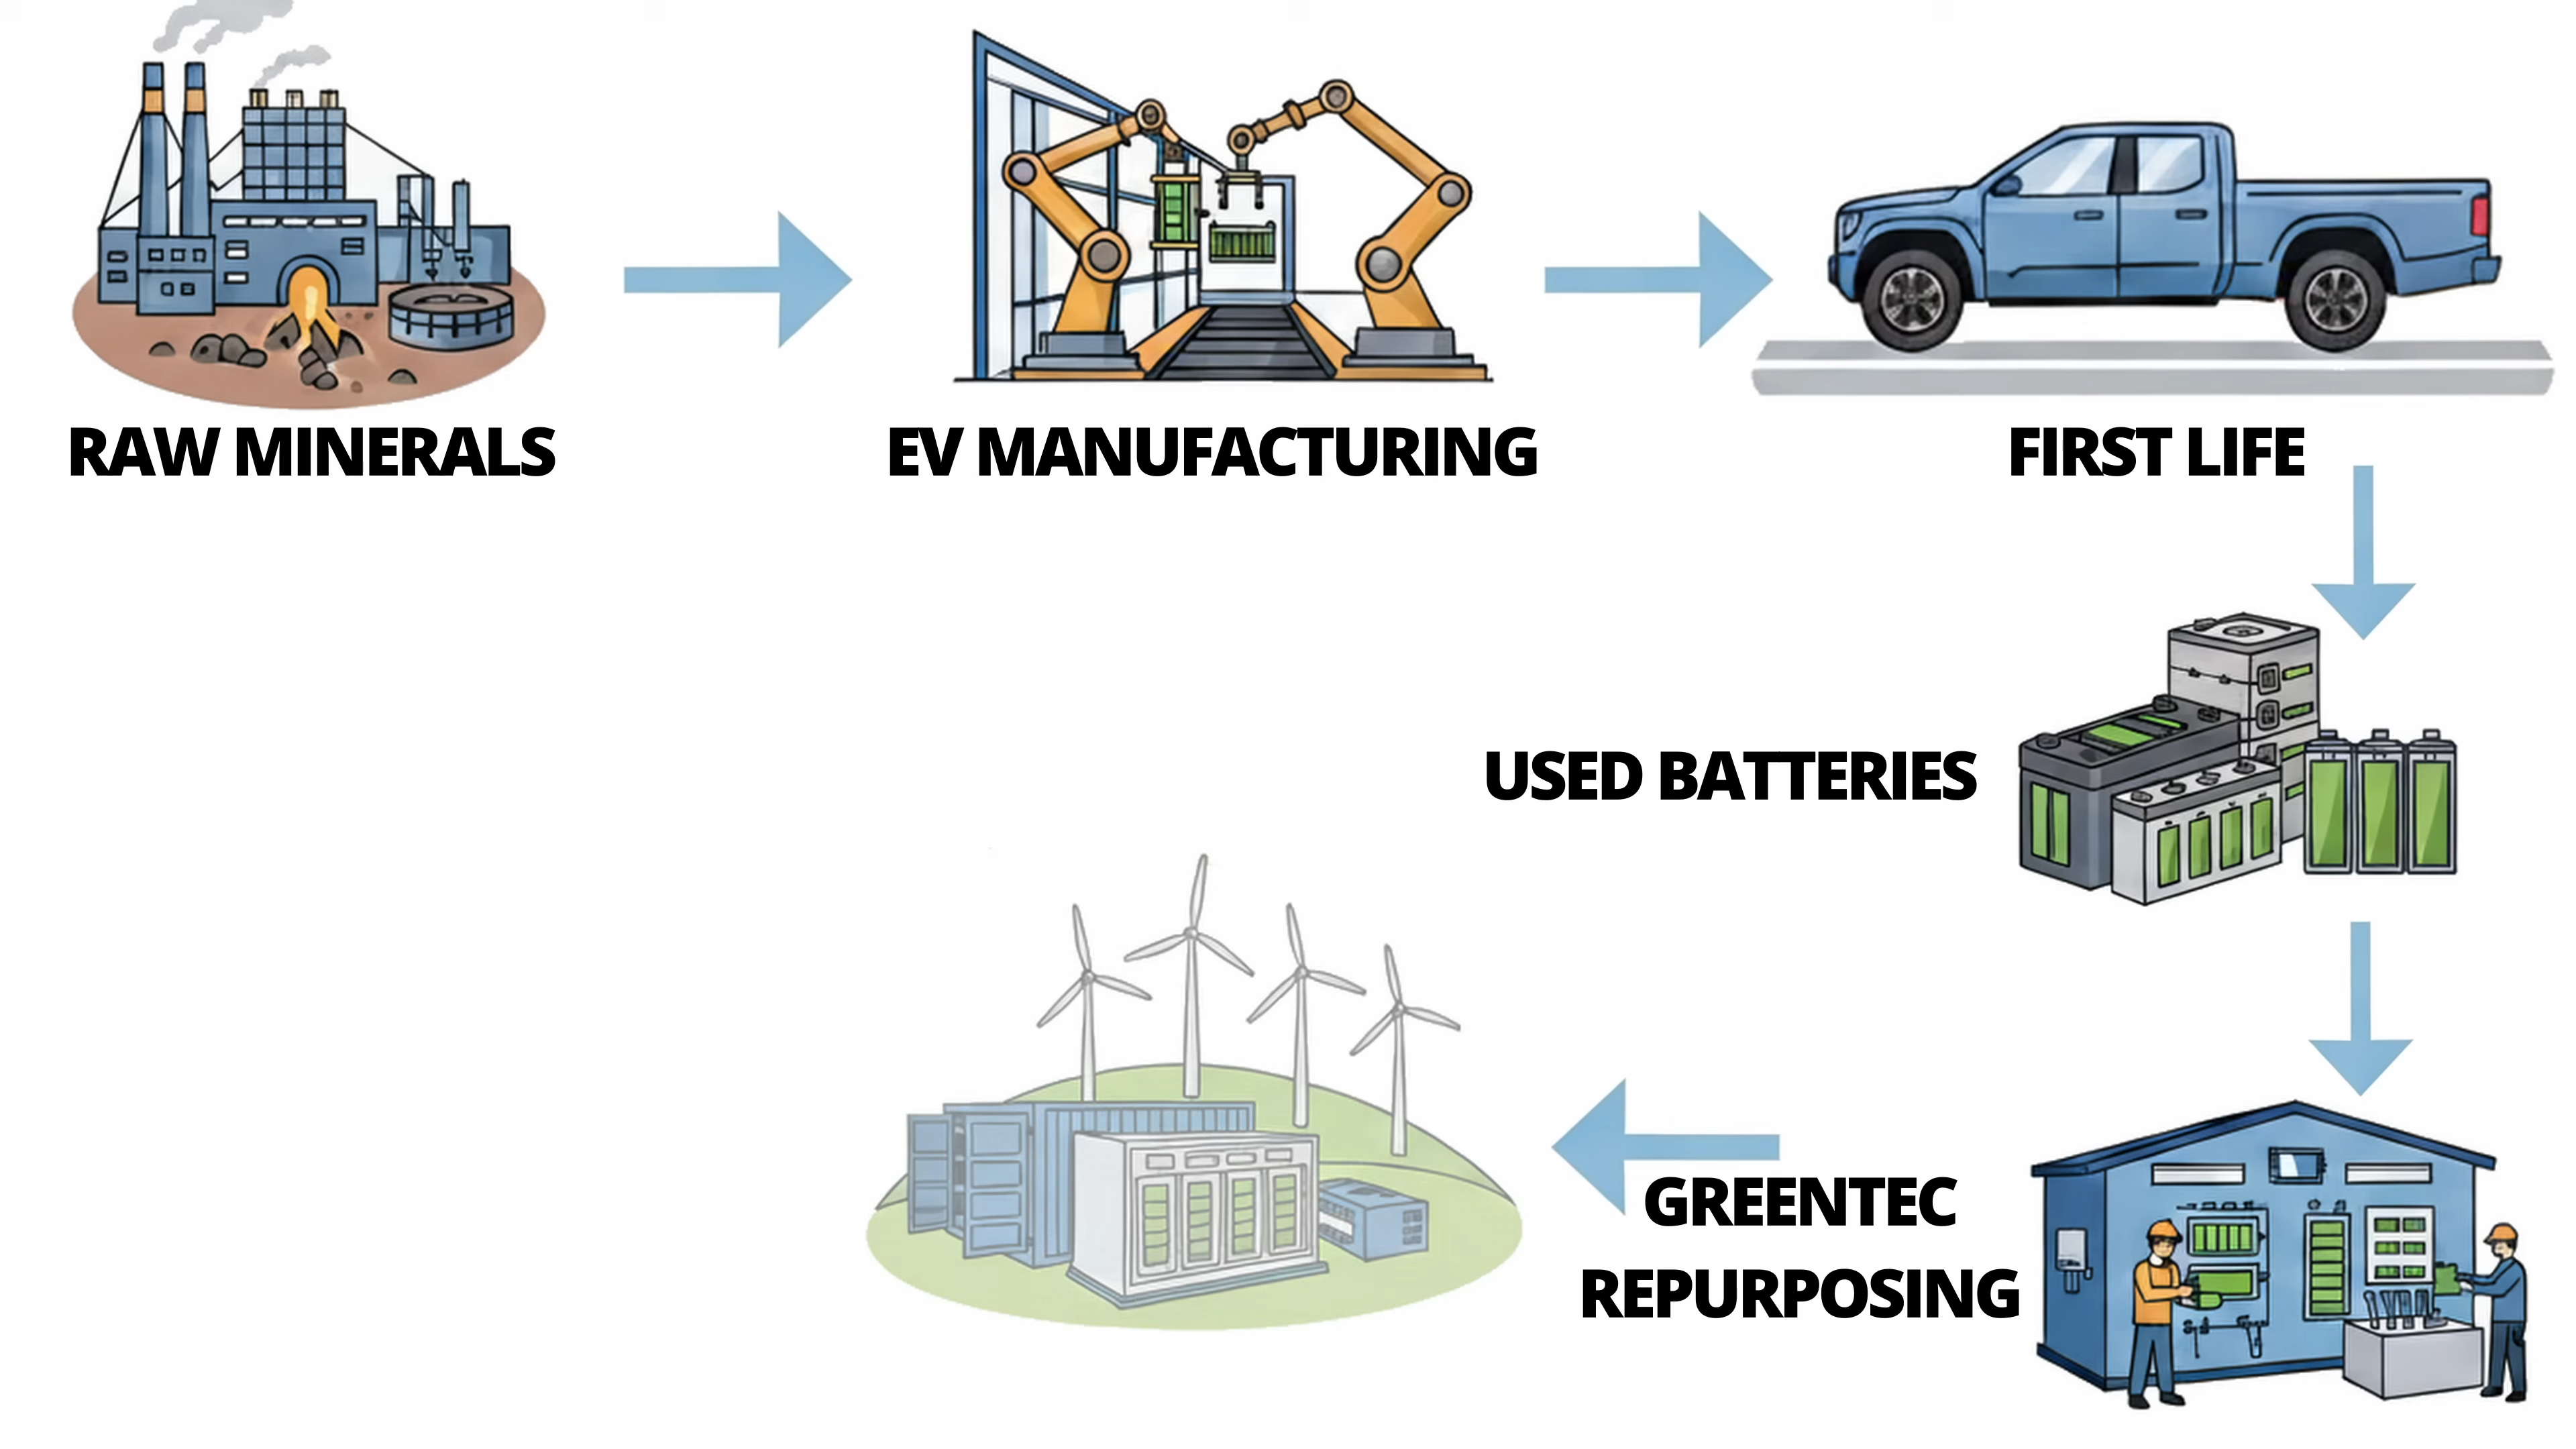 RAW MINERALS
EV MANUFACTURING
FIRST LIFE
USED BATTERIES
GREENTEC
REPURPOSING